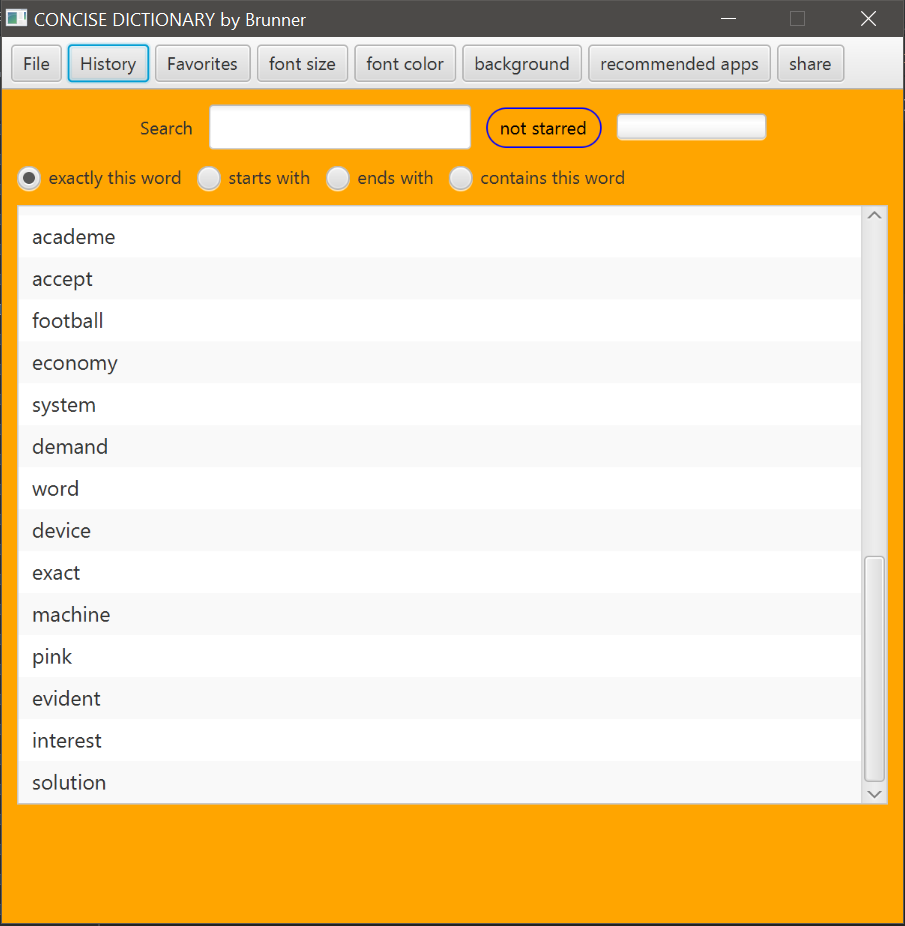 CONCISE DICTIONARY by Brunner
File History Favorites font size font color background recommended apps share
Search not starred
exactly this word starts with ends with contains this word
academe
accept
football
economy
system
demand
word
device
exact
machine
pink
evident
interest
solution